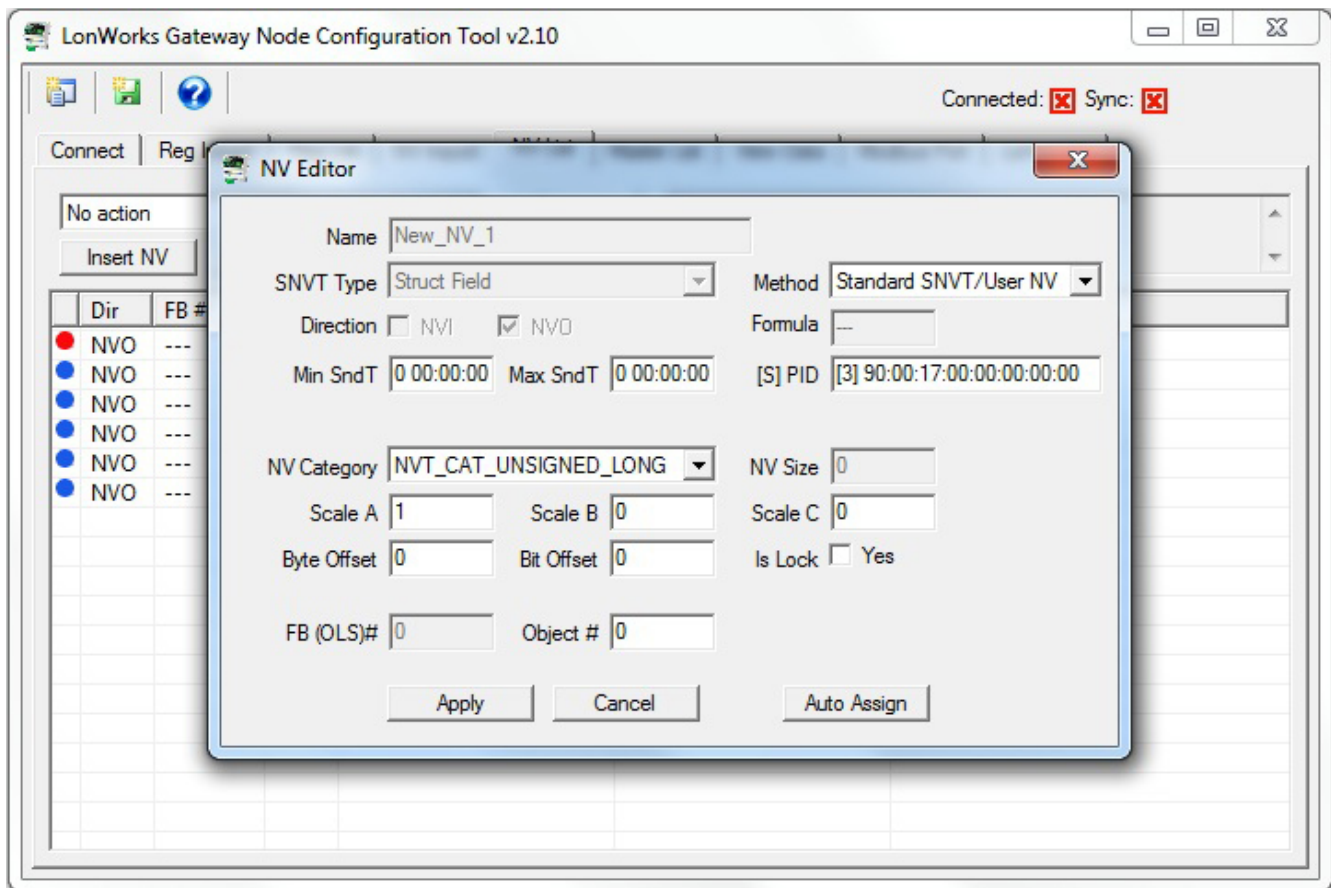 LonWorks Gateway Node Configuration Tool v2.10
Connected: Sync:
Connect Reg
NV Editor
No action
Insert NV
Name New_NV_1
SNVT Type Struct Field Method Standard SNVT/User NV
Direction NVI NVO Formula ---
Min SndT 0 00:00:00 Max SndT 0 00:00:00 [S] PID [3] 90:00:17:00:00:00:00:00
NV Category NVT_CAT_UNSIGNED_LONG NV Size 0
Scale A 1 Scale B 0 Scale C 0
Byte Offset 0 Bit Offset 0 Is Lock Yes
FB (OLS)# 0 Object # 0
Apply Cancel Auto Assign
Dir FB #
NVO ---
NVO ---
NVO ---
NVO ---
NVO ---
NVO ---